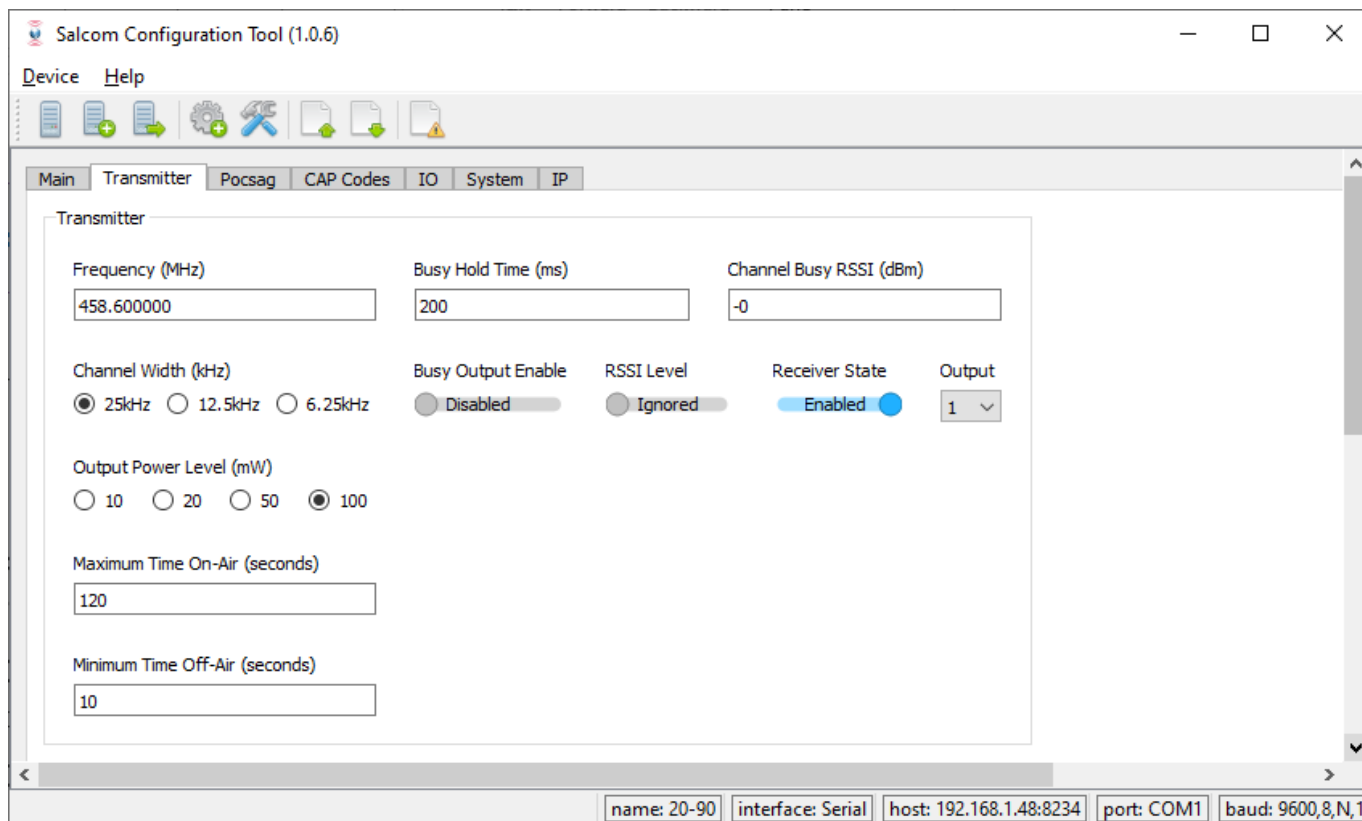 Salcom Configuration Tool (1.0.6)
Device Help
Main Transmitter Pocsag CAP Codes IO System IP
Transmitter
Frequency (MHz) Busy Hold Time (ms) Channel Busy RSSI (dBm)
458.600000 200 -0
Channel Width (kHz) Busy Output Enable RSSI Level Receiver State Output
25kHz 12.5kHz 6.25kHz Disabled Ignored Enabled 1
Output Power Level (mW)
10 20 50 100
Maximum Time On-Air (seconds)
120
Minimum Time Off-Air (seconds)
10
name: 20-90 interface: Serial host: 192.168.1.48:8234 port: COM1 baud: 9600,8,N,1